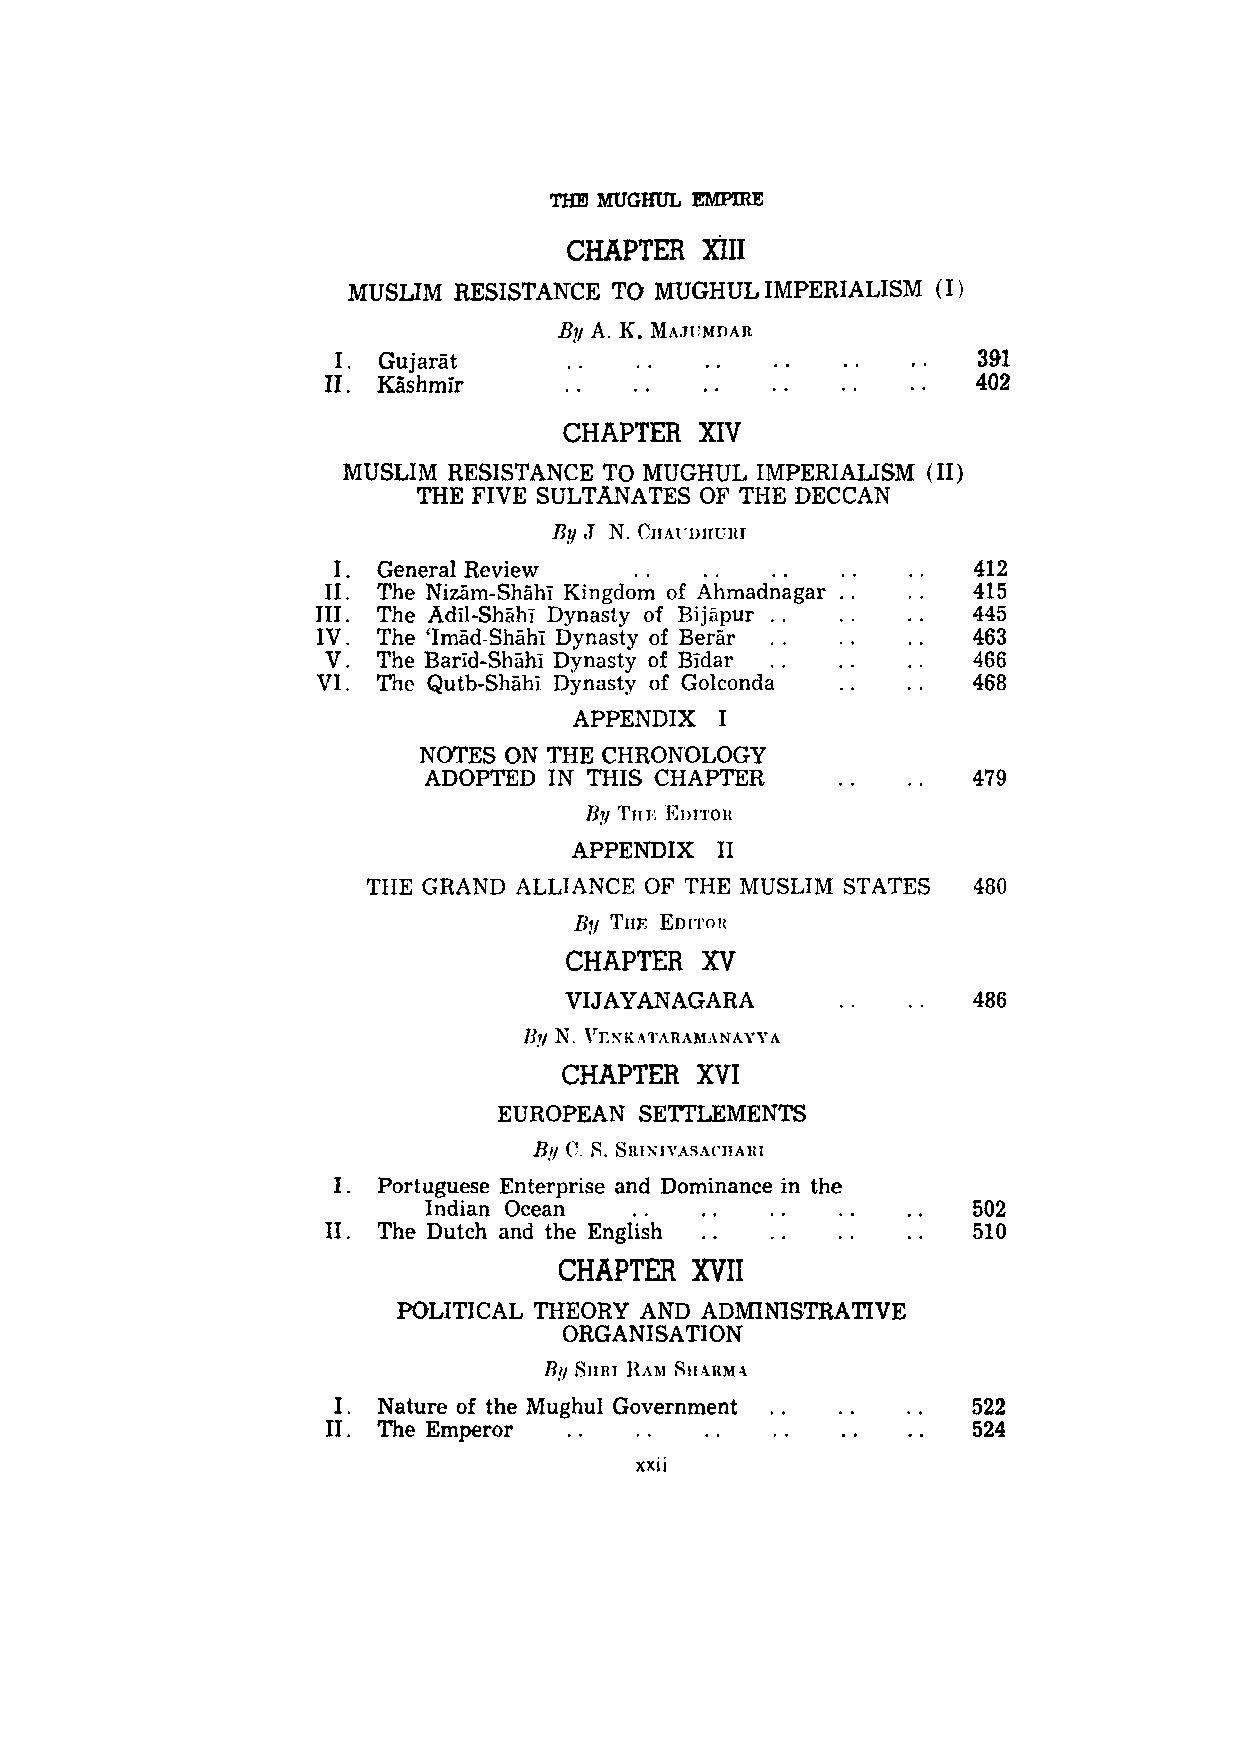 THE MUGHUL EMPIRE
CHAPTER XIII
MUSLIM RESISTANCE TO MUGHUL IMPERIALISM (I)
By A. K. MAJUMDAR
I. Gujarāt .. .. .. .. .. .. 391
II. Kāshmīr .. .. .. .. .. .. 402
CHAPTER XIV
MUSLIM RESISTANCE TO MUGHUL IMPERIALISM (II)
THE FIVE SULTANATES OF THE DECCAN
By J N. CHAUDHURI
I. General Review .. .. .. .. .. 412
II. The Nizām-Shāhī Kingdom of Ahmadnagar .. .. 415
III. The Adīl-Shāhī Dynasty of Bijāpur .. .. .. 445
IV. The ‘Imād-Shāhī Dynasty of Berār .. .. .. 463
V. The Barīd-Shāhī Dynasty of Bīdar .. .. .. 466
VI. The Qutb-Shāhī Dynasty of Golconda .. .. 468
APPENDIX I
NOTES ON THE CHRONOLOGY
ADOPTED IN THIS CHAPTER .. .. 479
By THE EDITOR
APPENDIX II
THE GRAND ALLIANCE OF THE MUSLIM STATES 480
By THE EDITOR
CHAPTER XV
VIJAYANAGARA .. .. 486
By N. VENKATARAMANAYYA
CHAPTER XVI
EUROPEAN SETTLEMENTS
By C. S. SRINIVASACHARI
I. Portuguese Enterprise and Dominance in the
Indian Ocean .. .. .. .. .. 502
II. The Dutch and the English .. .. .. .. 510
CHAPTER XVII
POLITICAL THEORY AND ADMINISTRATIVE
ORGANISATION
By SHRI RAM SHARMA
I. Nature of the Mughul Government .. .. .. 522
II. The Emperor .. .. .. .. .. .. 524
xxii